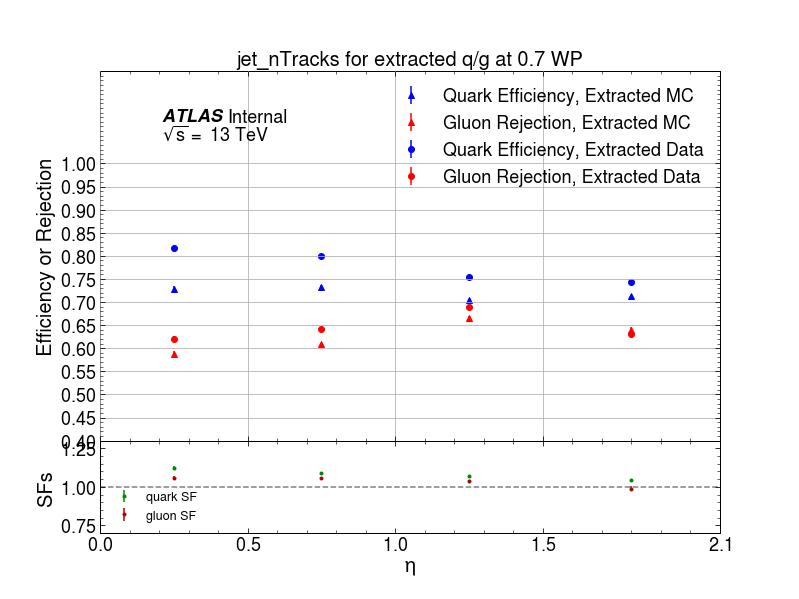 jet_nTracks for extracted q/g at 0.7 WP
ATLAS Internal
√s = 13 TeV
Quark Efficiency, Extracted MC
Gluon Rejection, Extracted MC
Quark Efficiency, Extracted Data
Gluon Rejection, Extracted Data
Efficiency or Rejection
1.00
0.95
0.90
0.85
0.80
0.75
0.70
0.65
0.60
0.55
0.50
0.45
0.40
SFs
1.25
1.00
0.75
quark SF
gluon SF
0.0 0.5 1.0 1.5 2.1
η